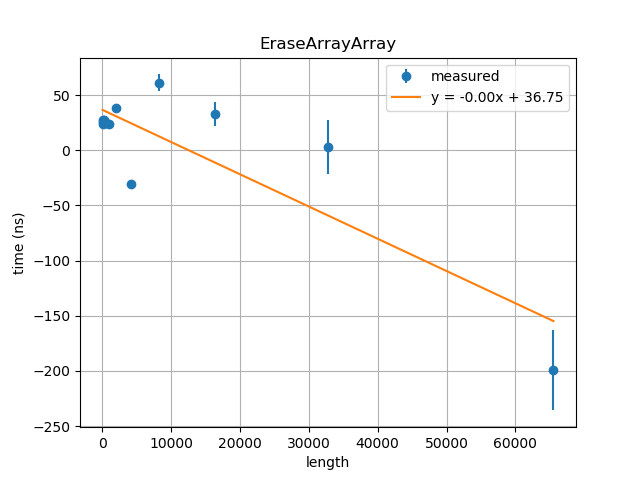 EraseArrayArray
measured
y = -0.00x + 36.75
time (ns)
50
0
−50
−100
−150
−200
−250
0 10000 20000 30000 40000 50000 60000
length